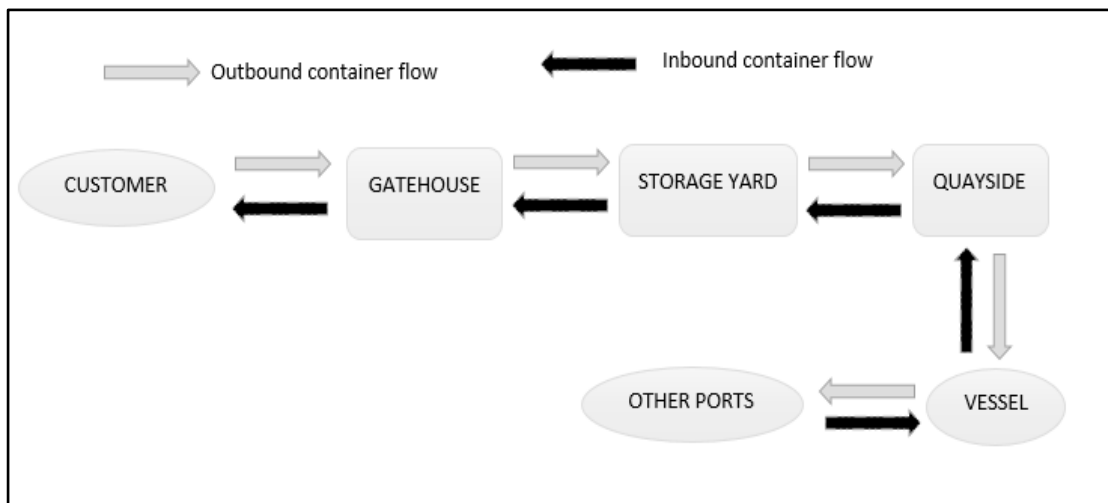 Outbound container flow
Inbound container flow
CUSTOMER
GATEHOUSE
STORAGE YARD
QUAYSIDE
OTHER PORTS
VESSEL